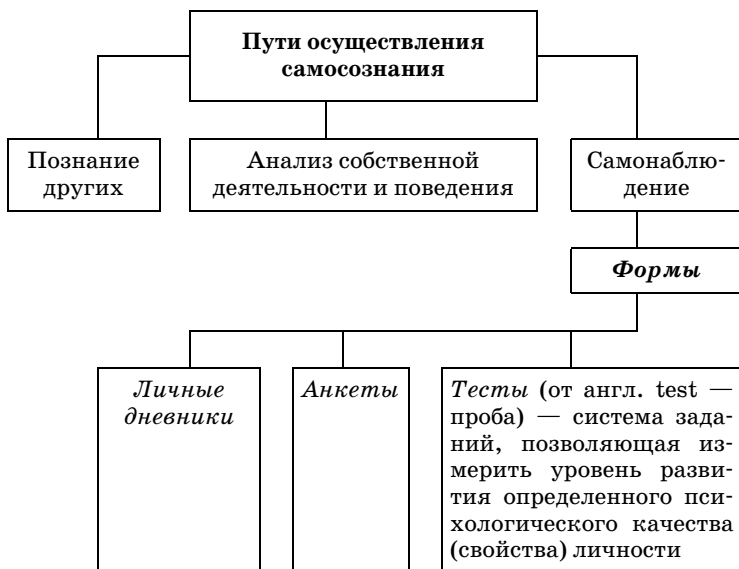 Пути осуществления
самосознания
Познание
других
Анализ собственной
деятельности и поведения
Самонаблю-
дение
Формы
Личные
дневники
Анкеты
Тесты (от англ. test —
проба) — система зада-
ний, позволяющая из-
мерить уровень разви-
тия определенного пси-
хологического качества
(свойства) личности